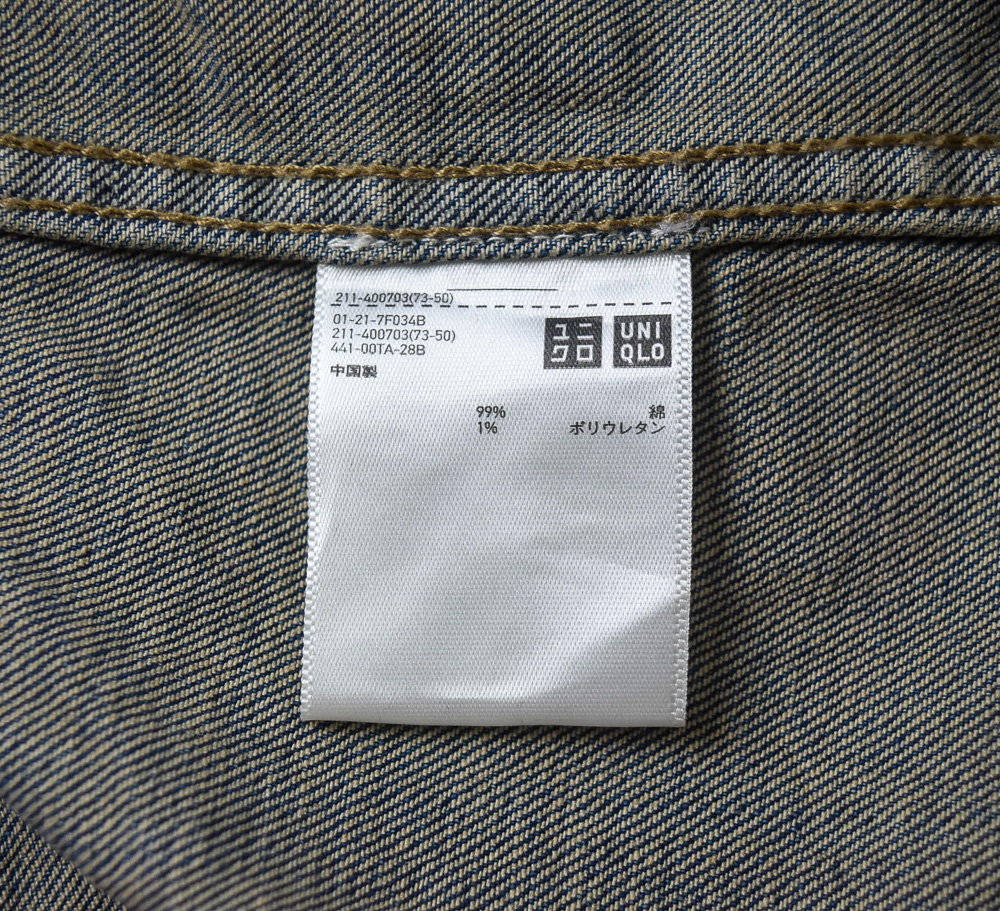 211-400703(73-50)
01-21-7F034B
211-400703(73-50)
441-00TA-28B
中国製
ユニ
クロ
UNI
QLO
99% 綿
1% ポリウレタン